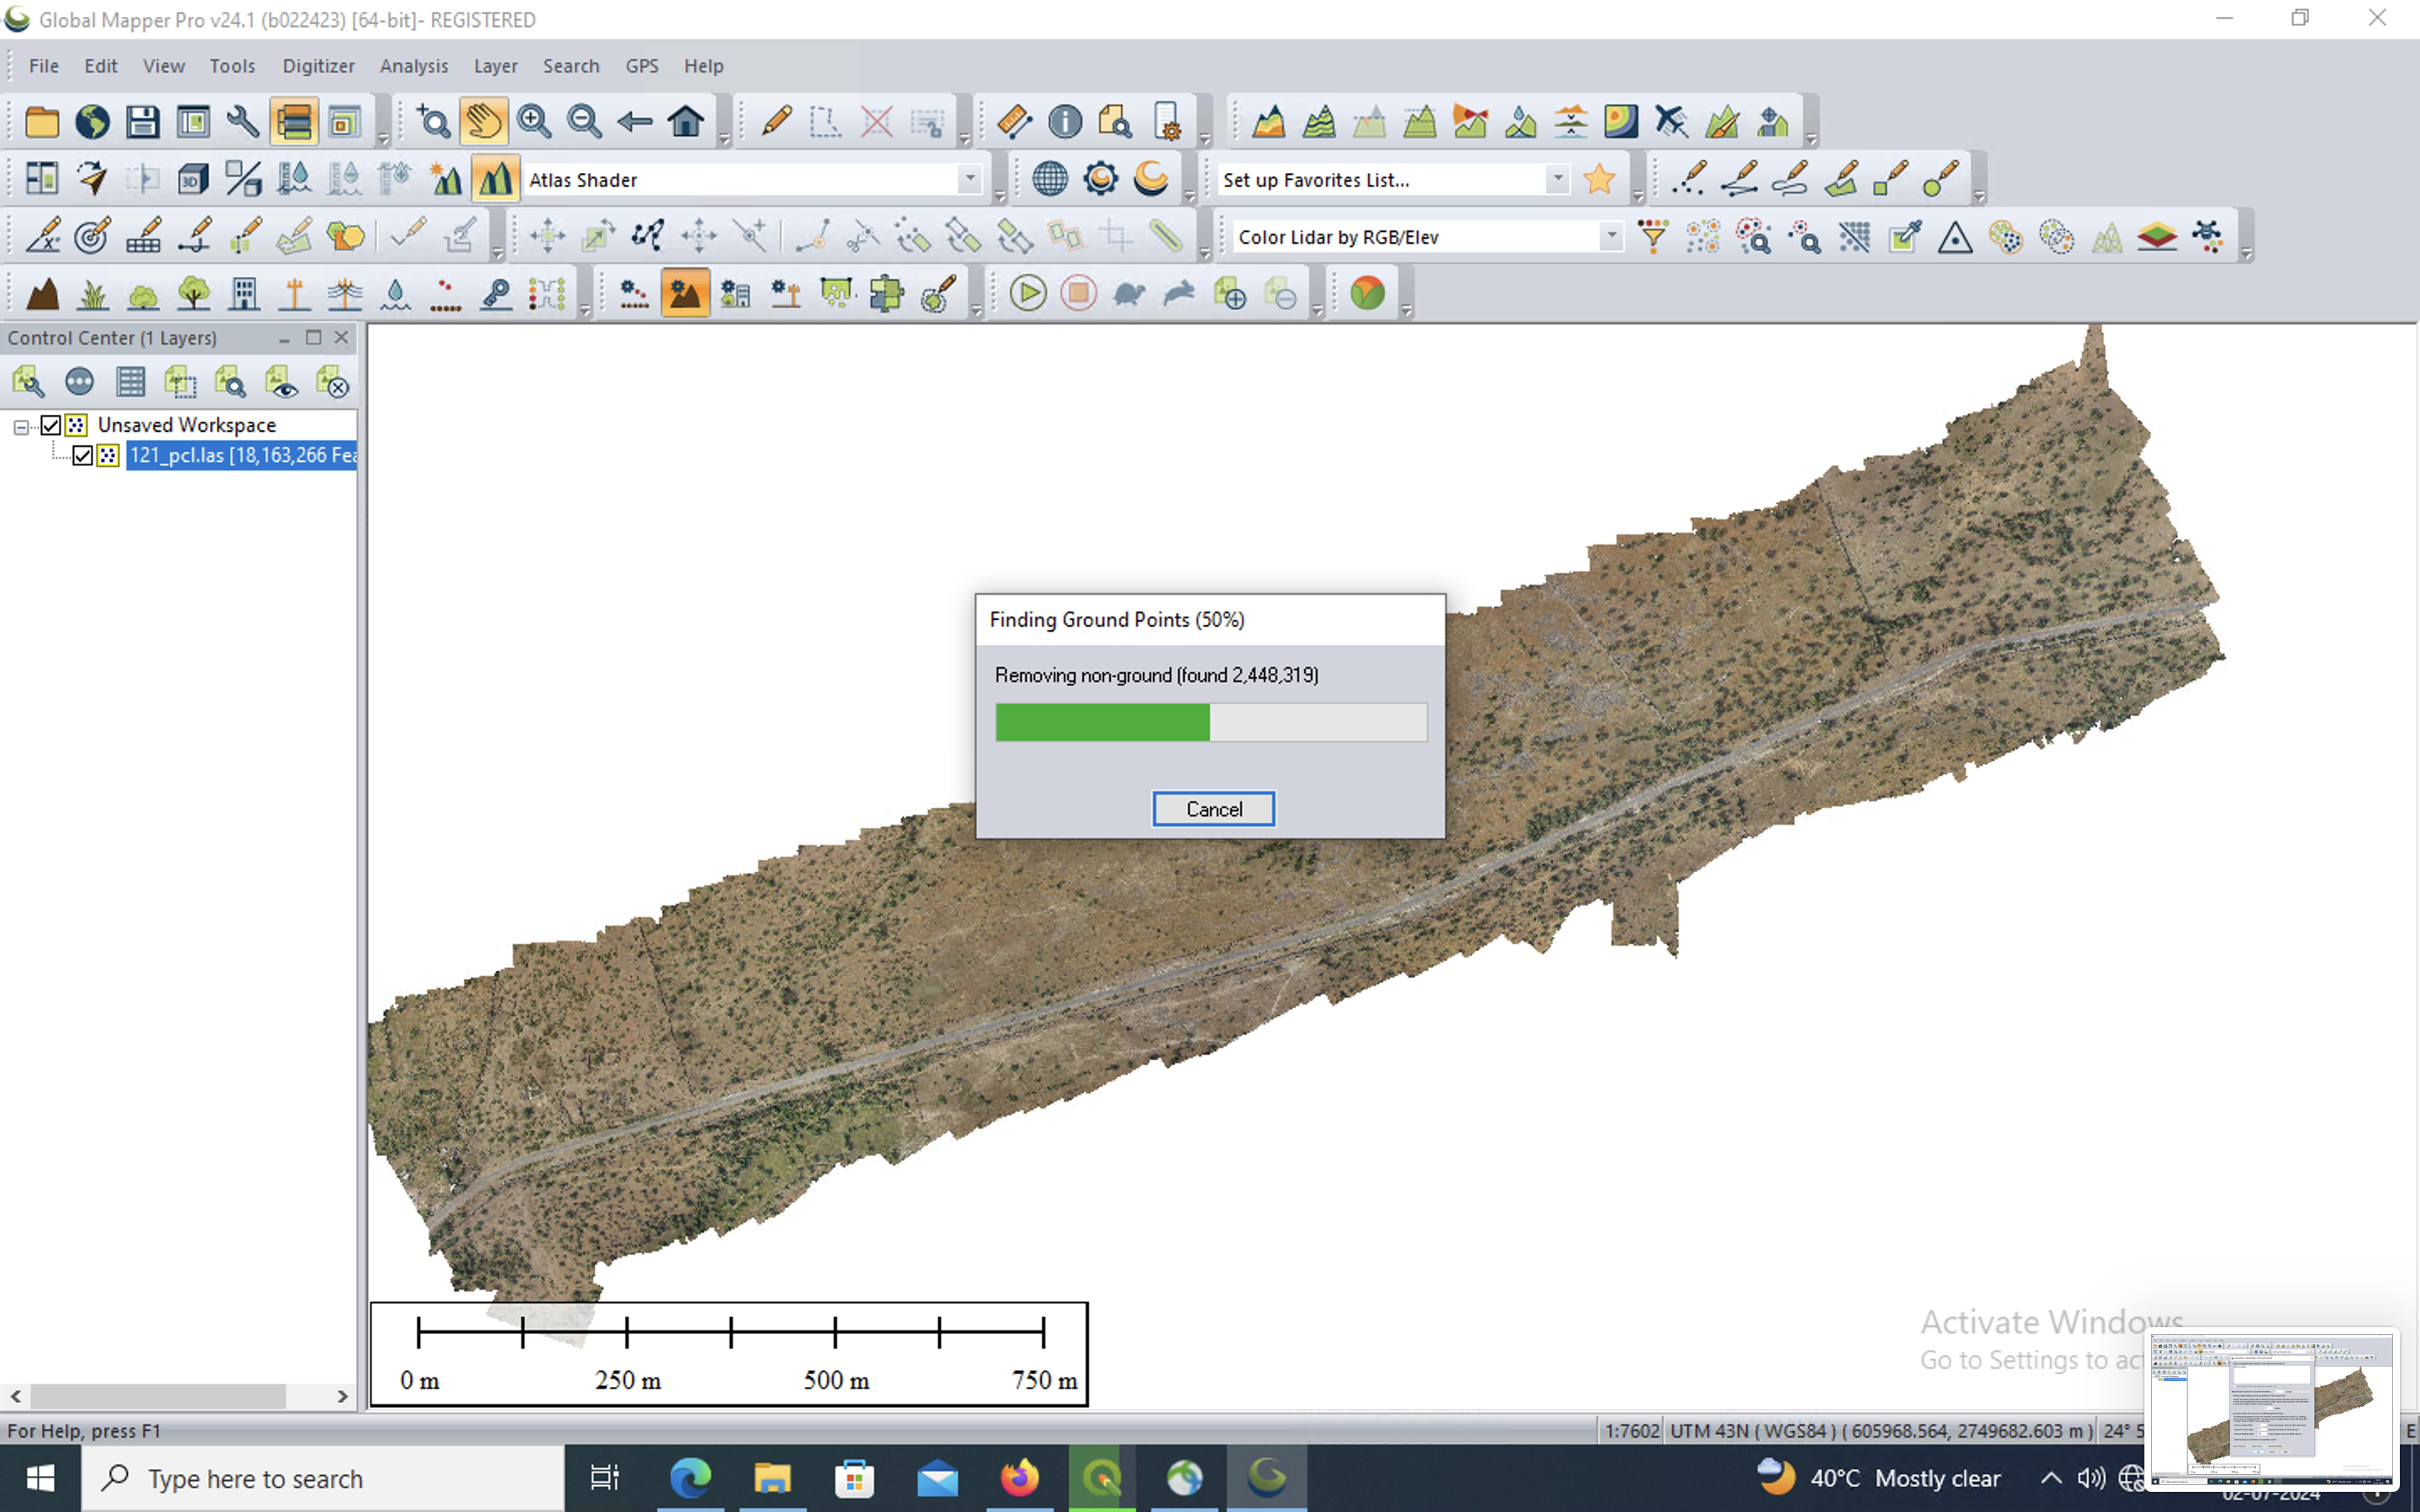 Global Mapper Pro v24.1 (b022423) [64-bit]- REGISTERED
File Edit View Tools Digitizer Analysis Layer Search GPS Help
3D Atlas Shader Set up Favorites List...
Color Lidar by RGB/Elev
Control Center (1 Layers)
Unsaved Workspace
121_pcl.las [18,163,266 Fea
Finding Ground Points (50%)
Removing non-ground (found 2,448,319)
Cancel
0 m 250 m 500 m 750 m
Activate Windows
Go to Settings to act
For Help, press F1
1:7602 UTM 43N ( WGS84 ) ( 605968.564, 2749682.603 m ) 24° 5
Type here to search
40°C Mostly clear
02-07-2024